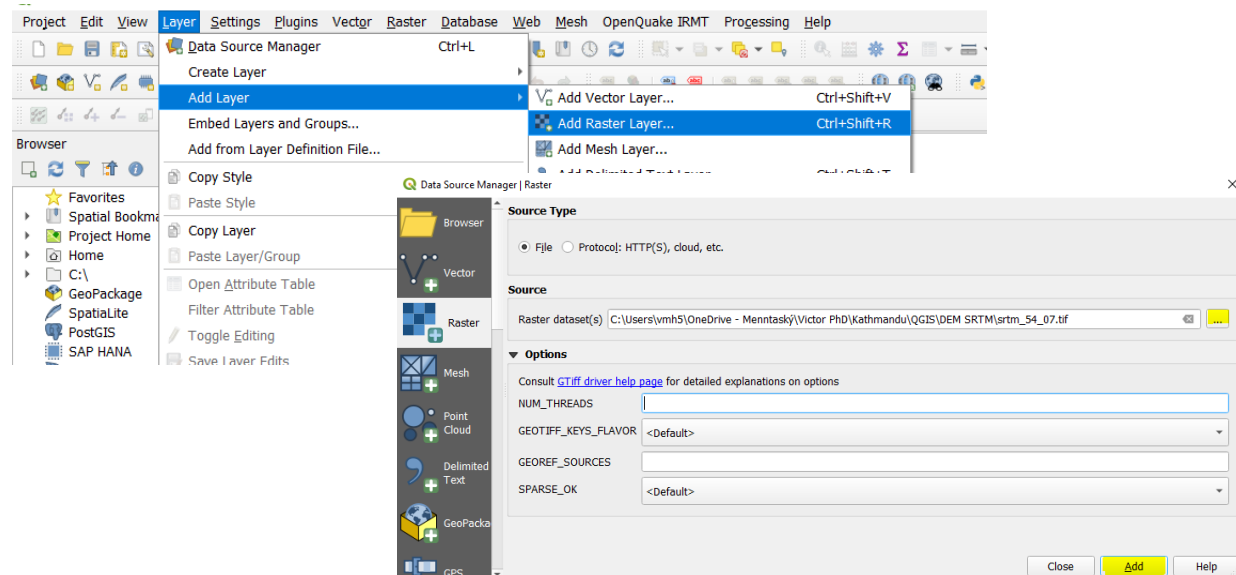 Project Edit View Layer Settings Plugins Vector Raster Database Web Mesh OpenQuake IRMT Processing Help
Data Source Manager Ctrl+L
Create Layer
Add Layer
Embed Layers and Groups...
Add from Layer Definition File...
Copy Style
Paste Style
Copy Layer
Paste Layer/Group
Open Attribute Table
Filter Attribute Table
Toggle Editing
Save Layer Edits
Add Vector Layer... Ctrl+Shift+V
Add Raster Layer... Ctrl+Shift+R
Add Mesh Layer...
Browser
Favorites
Spatial Bookma
Project Home
Home
C:\
GeoPackage
SpatiaLite
PostGIS
SAP HANA
Data Source Manager | Raster
Browser
Vector
Raster
Mesh
Point
Cloud
Delimited
Text
GeoPacka
GPS
Source Type
File Protocol: HTTP(S), cloud, etc.
Source
Raster dataset(s) C:\Users\vmh5\OneDrive - Menntaský\Victor PhD\Kathmandu\QGIS\DEM SRTM\srtm_54_07.tif ...
Options
Consult GTiff driver help page for detailed explanations on options
NUM_THREADS
GEOTIFF_KEYS_FLAVOR <Default>
GEOREF_SOURCES
SPARSE_OK <Default>
Close Add Help